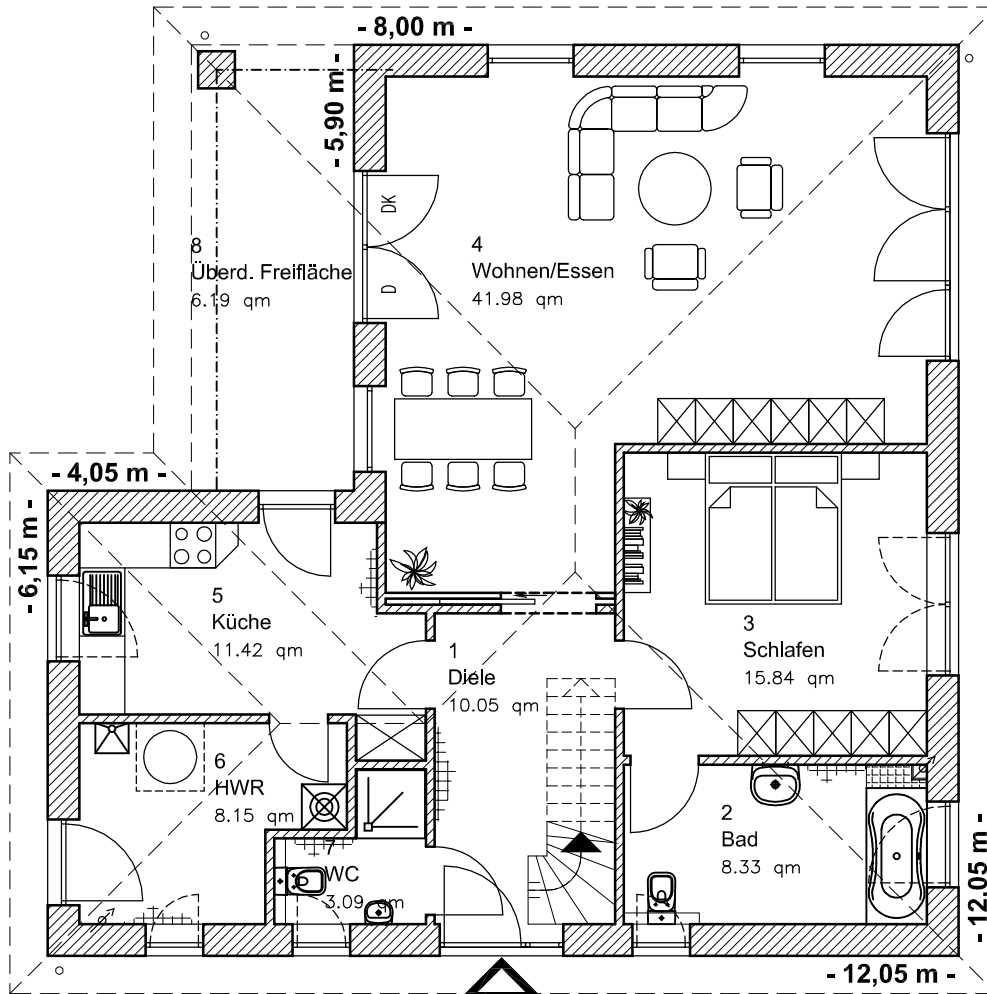 - 8,00 m -
- 5,90 m -
DK
D
8
Überd. Freifläche
6.19 qm
4
Wohnen/Essen
41.98 qm
- 4,05 m -
- 6,15 m -
5
Küche
11.42 qm
1
Diele
10.05 qm
3
Schlafen
15.84 qm
6
HWR
8.15 qm
7
WC
3.09 qm
2
Bad
8.33 qm
- 12,05 m -
- 12,05 m -